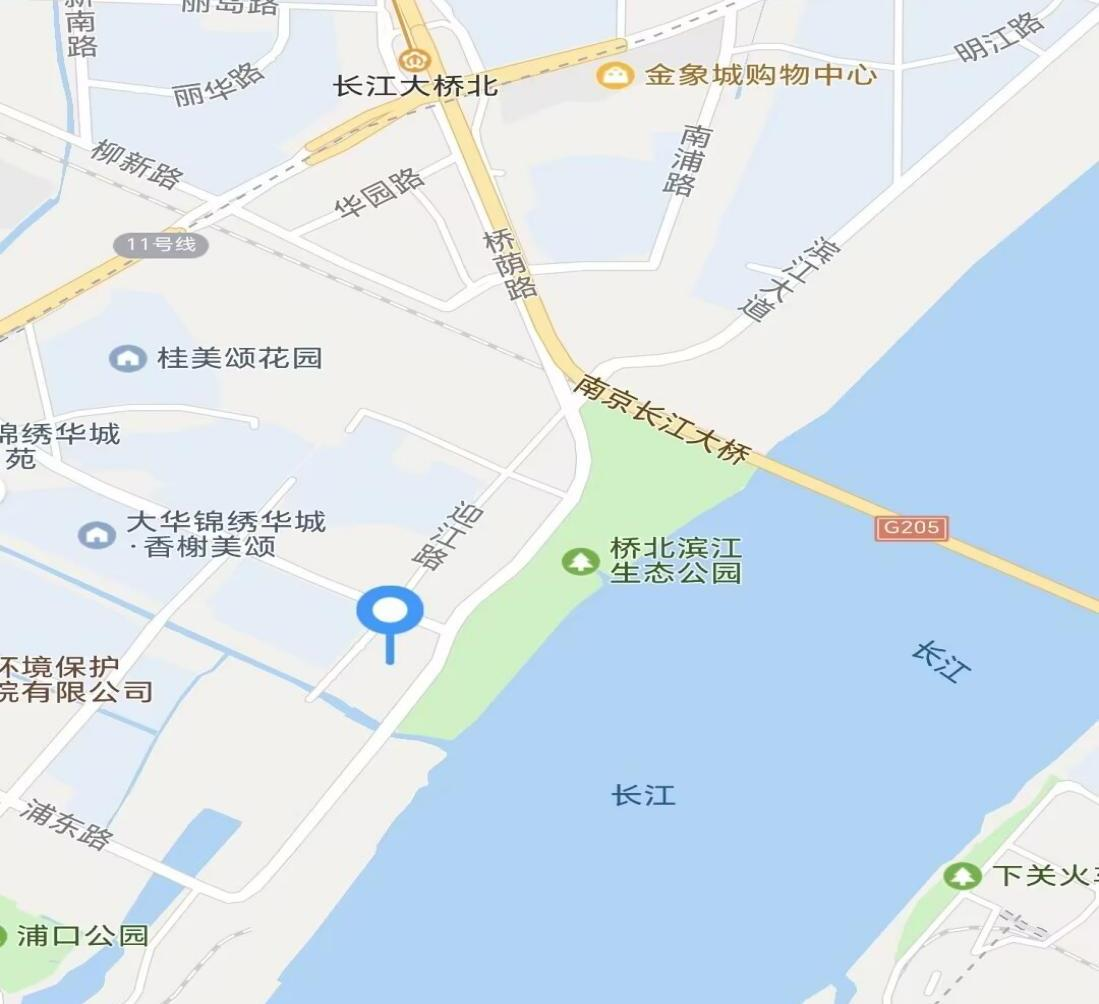 新南路
丽岛路
长江大桥北
金象城购物中心
明江路
丽华路
柳新路
南浦路
华园路
11号线
桥荫路
滨江大道
桂美颂花园
南京长江大桥
锦绣华城
苑
大华锦绣华城
·香榭美颂
迎江路
G205
桥北滨江
生态公园
长江
环境保护
院有限公司
长江
浦东路
下关火车
浦口公园